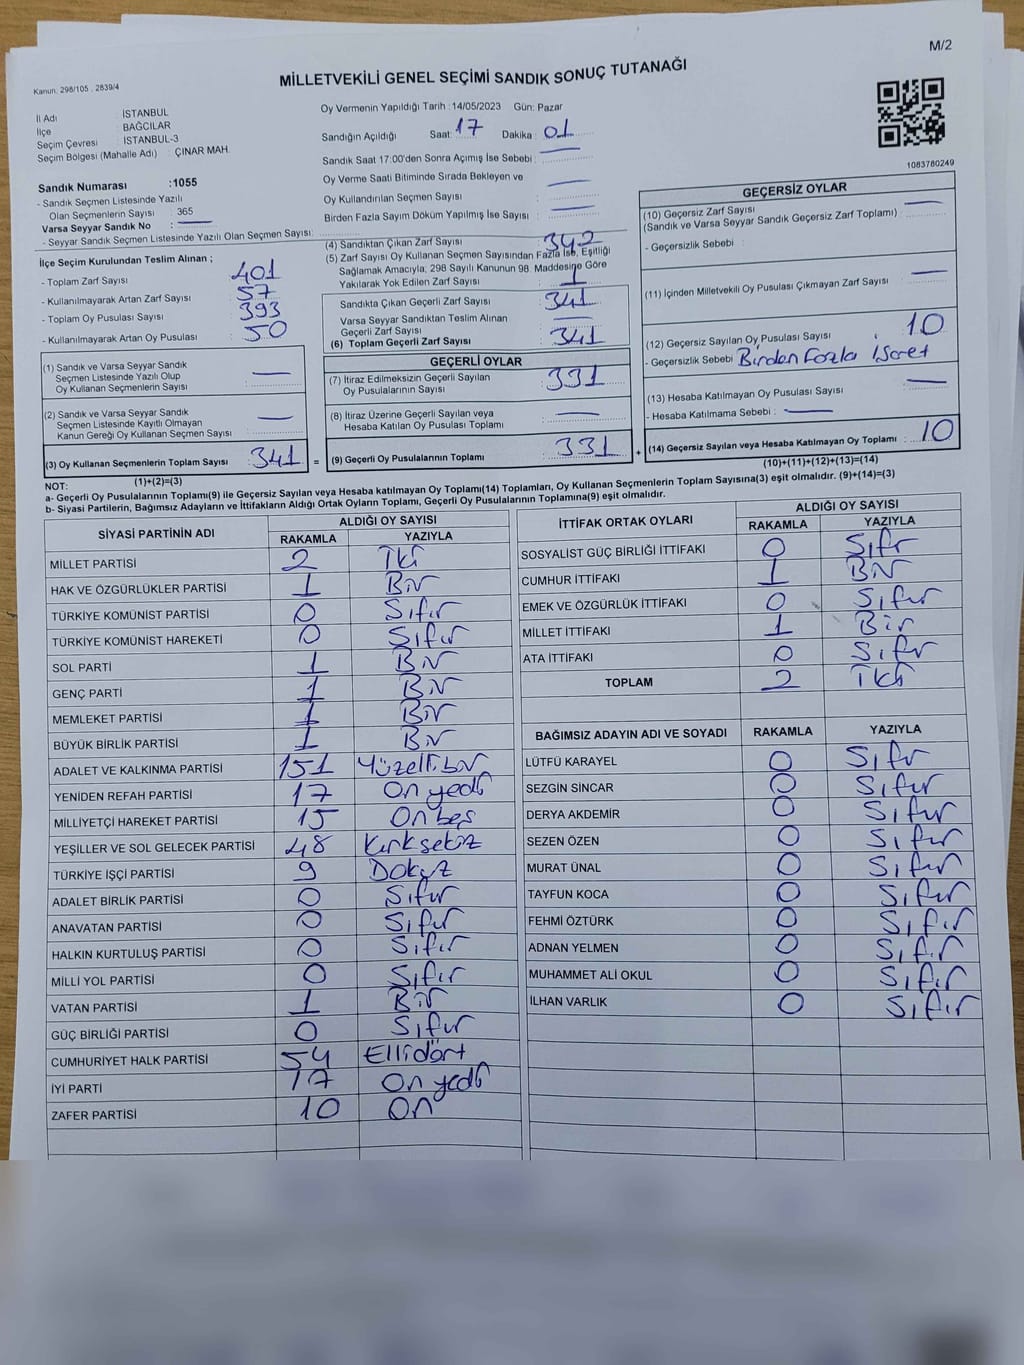 M/2
Kanun: 298/105 , 2839/4
MİLLETVEKİLİ GENEL SEÇİMİ SANDIK SONUÇ TUTANAĞI
İl Adı : İSTANBUL
İlçe : BAĞCILAR
Seçim Çevresi : İSTANBUL-3
Seçim Bölgesi (Mahalle Adı) : ÇINAR MAH.
Sandık Numarası :1055
- Sandık Seçmen Listesinde Yazılı
Olan Seçmenlerin Sayısı : 365
Varsa Seyyar Sandık No :
- Seyyar Sandık Seçmen Listesinde Yazılı Olan Seçmen Sayısı:
Oy Vermenin Yapıldığı Tarih : 14/05/2023 Gün: Pazar
Sandığın Açıldığı Saat: 17 Dakika : 01
Sandık Saat 17:00'den Sonra Açımış İse Sebebi :
Oy Verme Saati Bitiminde Sırada Bekleyen ve
Oy Kullandırılan Seçmen Sayısı :
Birden Fazla Sayım Döküm Yapılmış İse Sayısı :
1083780249
İlçe Seçim Kurulundan Teslim Alınan ;
- Toplam Zarf Sayısı : 401
- Kullanılmayarak Artan Zarf Sayısı : 57
- Toplam Oy Pusulası Sayısı : 393
- Kullanılmayarak Artan Oy Pusulası : 50
(1) Sandık ve Varsa Seyyar Sandık
Seçmen Listesinde Yazılı Olup
Oy Kullanan Seçmenlerin Sayısı :
(2) Sandık ve Varsa Seyyar Sandık
Seçmen Listesinde Kayıtlı Olmayan
Kanun Gereği Oy Kullanan Seçmen Sayısı :
(3) Oy Kullanan Seçmenlerin Toplam Sayısı : 341
(1)+(2)=(3)
(4) Sandıktan Çıkan Zarf Sayısı : 342
(5) Zarf Sayısı Oy Kullanan Seçmen Sayısından Fazla İse, Eşitliği
Sağlamak Amacıyla, 298 Sayılı Kanunun 98. Maddesine Göre
Yakılarak Yok Edilen Zarf Sayısı : 1
Sandıkta Çıkan Geçerli Zarf Sayısı : 341
Varsa Seyyar Sandıktan Teslim Alınan
Geçerli Zarf Sayısı :
(6) Toplam Geçerli Zarf Sayısı : 341
GEÇERLİ OYLAR
(7) İtiraz Edilmeksizin Geçerli Sayılan
Oy Pusulalarının Sayısı : 331
(8) İtiraz Üzerine Geçerli Sayılan veya
Hesaba Katılan Oy Pusulası Toplamı :
= (9) Geçerli Oy Pusulalarının Toplamı : 331 +
GEÇERSİZ OYLAR
(10) Geçersiz Zarf Sayısı :
(Sandık ve Varsa Seyyar Sandık Geçersiz Zarf Toplamı)
- Geçersizlik Sebebi :
(11) İçinden Milletvekili Oy Pusulası Çıkmayan Zarf Sayısı :
(12) Geçersiz Sayılan Oy Pusulası Sayısı : 10
- Geçersizlik Sebebi : Birden Fazla işaret
(13) Hesaba Katılmayan Oy Pusulası Sayısı :
- Hesaba Katılmama Sebebi :
(14) Geçersiz Sayılan veya Hesaba Katılmayan Oy Toplamı : 10
(10)+(11)+(12)+(13)=(14)
NOT:
a- Geçerli Oy Pusulalarının Toplamı(9) ile Geçersiz Sayılan veya Hesaba katılmayan Oy Toplamı(14) Toplamları, Oy Kullanan Seçmenlerin Toplam Sayısına(3) eşit olmalıdır. (9)+(14)=(3)
b- Siyasi Partilerin, Bağımsız Adayların ve İttifakların Aldığı Ortak Oyların Toplamı, Geçerli Oy Pusulalarının Toplamına(9) eşit olmalıdır.
SİYASİ PARTİNİN ADI ALDIĞI OY SAYISI
RAKAMLA YAZIYLA
MİLLET PARTİSİ 2 İki
HAK VE ÖZGÜRLÜKLER PARTİSİ 1 Bir
TÜRKİYE KOMÜNİST PARTİSİ 0 Sıfır
TÜRKİYE KOMÜNİST HAREKETİ 0 Sıfır
SOL PARTİ 1 Bir
GENÇ PARTİ 1 Bir
MEMLEKET PARTİSİ 1 Bir
BÜYÜK BİRLİK PARTİSİ 1 Bir
ADALET VE KALKINMA PARTİSİ 151 Yüzellibir
YENİDEN REFAH PARTİSİ 17 On yedi
MİLLİYETÇİ HAREKET PARTİSİ 15 On beş
YEŞİLLER VE SOL GELECEK PARTİSİ 48 Kırksekiz
TÜRKİYE İŞÇİ PARTİSİ 9 Dokuz
ADALET BİRLİK PARTİSİ 0 Sıfır
ANAVATAN PARTİSİ 0 Sıfır
HALKIN KURTULUŞ PARTİSİ 0 Sıfır
MİLLİ YOL PARTİSİ 0 Sıfır
VATAN PARTİSİ 1 Bir
GÜÇ BİRLİĞİ PARTİSİ 0 Sıfır
CUMHURİYET HALK PARTİSİ 54 Ellidört
İYİ PARTİ 17 On yedi
ZAFER PARTİSİ 10 On
İTTİFAK ORTAK OYLARI ALDIĞI OY SAYISI
RAKAMLA YAZIYLA
SOSYALİST GÜÇ BİRLİĞİ İTTİFAKI 0 Sıfır
CUMHUR İTTİFAKI 1 Bir
EMEK VE ÖZGÜRLÜK İTTİFAKI 0 Sıfır
MİLLET İTTİFAKI 1 Bir
ATA İTTİFAKI 0 Sıfır
TOPLAM 2 İki
BAĞIMSIZ ADAYIN ADI VE SOYADI RAKAMLA YAZIYLA
LÜTFÜ KARAYEL 0 Sıfır
SEZGİN SİNCAR 0 Sıfır
DERYA AKDEMİR 0 Sıfır
SEZEN ÖZEN 0 Sıfır
MURAT ÜNAL 0 Sıfır
TAYFUN KOCA 0 Sıfır
FEHMİ ÖZTÜRK 0 Sıfır
ADNAN YELMEN 0 Sıfır
MUHAMMET ALİ OKUL 0 Sıfır
İLHAN VARLIK 0 Sıfır